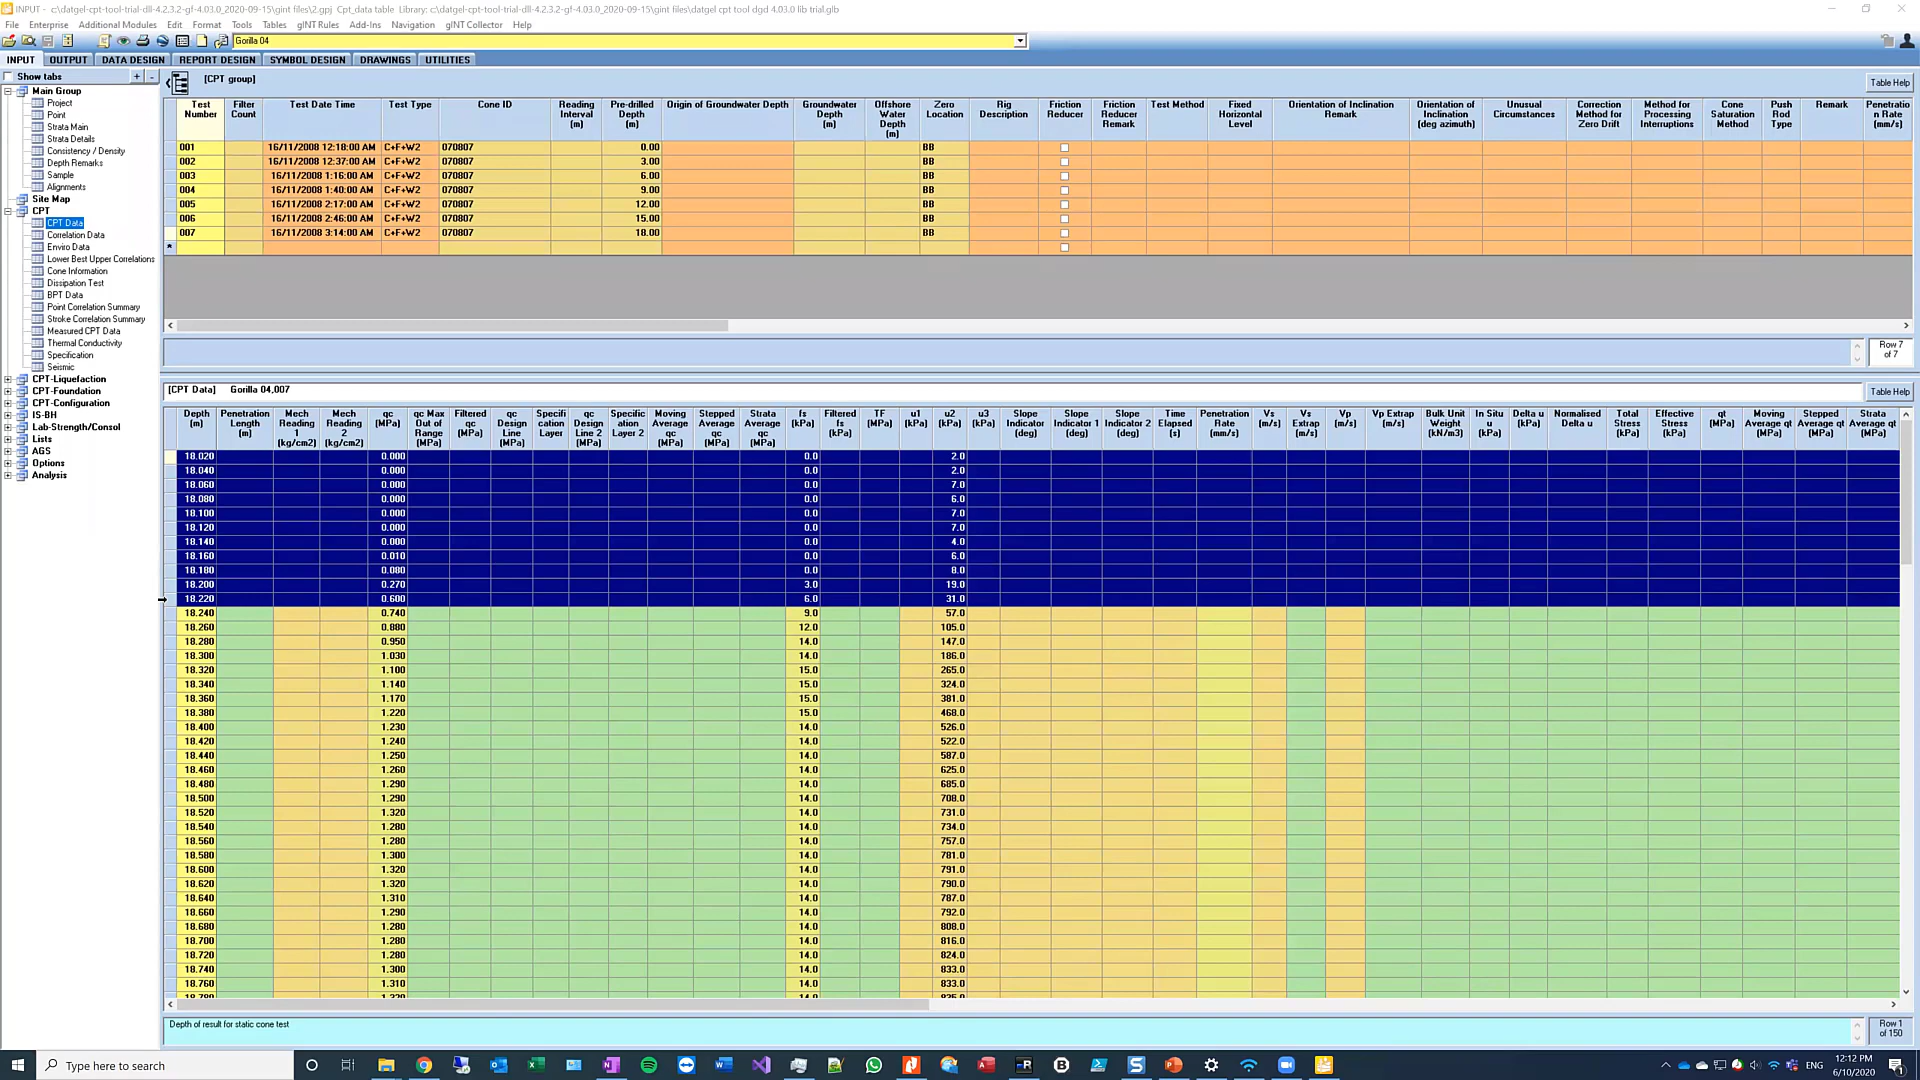 INPUT - c:\datgel-cpt-tool-trial-dll-4.2.3.2-gf-4.03.0_2020-09-15\gint files\2.gpj Cpt_data table Library: c:\datgel-cpt-tool-trial-dll-4.2.3.2-gf-4.03.0_2020-09-15\gint files\datgel cpt tool dgd 4.03.0 lib trial.glb
File Enterprise Additional Modules Edit Format Tools Tables gINT Rules Add-Ins Navigation gINT Collector Help
Gorilla 04
INPUT OUTPUT DATA DESIGN REPORT DESIGN SYMBOL DESIGN DRAWINGS UTILITIES
Show tabs + -
Main Group
Project
Point
Strata Main
Strata Details
Consistency / Density
Depth Remarks
Sample
Alignments
Site Map
CPT
CPT Data
Correlation Data
Enviro Data
Lower Best Upper Correlations
Cone Information
Dissipation Test
BPT Data
Point Correlation Summary
Stroke Correlation Summary
Measured CPT Data
Thermal Conductivity
Specification
Seismic
CPT-Liquefaction
CPT-Foundation
CPT-Configuration
IS-BH
Lab-Strength/Consol
Lists
AGS
Options
Analysis
[CPT group] Table Help
Test Number Filter Count Test Date Time Test Type Cone ID Reading Interval (m) Pre-drilled Depth (m) Origin of Groundwater Depth Groundwater Depth (m) Offshore Water Depth (m) Zero Location Rig Description Friction Reducer Friction Reducer Remark Test Method Fixed Horizontal Level Orientation of Inclination Remark Orientation of Inclination (deg azimuth) Unusual Circumstances Correction Method for Zero Drift Method for Processing Interruptions Cone Saturation Method Push Rod Type Remark Penetratio n Rate (mm/s)
001 16/11/2008 12:18:00 AM C+F+W2 070807 0.00 BB
002 16/11/2008 12:37:00 AM C+F+W2 070807 3.00 BB
003 16/11/2008 1:16:00 AM C+F+W2 070807 6.00 BB
004 16/11/2008 1:40:00 AM C+F+W2 070807 9.00 BB
005 16/11/2008 2:17:00 AM C+F+W2 070807 12.00 BB
006 16/11/2008 2:46:00 AM C+F+W2 070807 15.00 BB
007 16/11/2008 3:14:00 AM C+F+W2 070807 18.00 BB
*
Row 7 of 7
[CPT Data] Gorilla 04,007 Table Help
Depth (m) Penetration Length (m) Mech Reading 1 (kg/cm2) Mech Reading 2 (kg/cm2) qc (MPa) qc Max Out of Range (MPa) Filtered qc (MPa) qc Design Line (MPa) Specifi cation Layer qc Design Line 2 (MPa) Specific ation Layer 2 Moving Average qc (MPa) Stepped Average qc (MPa) Strata Average qc (MPa) fs (kPa) Filtered fs (kPa) TF (MPa) u1 (kPa) u2 (kPa) u3 (kPa) Slope Indicator (deg) Slope Indicator 1 (deg) Slope Indicator 2 (deg) Time Elapsed (s) Penetration Rate (mm/s) Vs (m/s) Vs Extrap (m/s) Vp (m/s) Vp Extrap (m/s) Bulk Unit Weight (kN/m3) In Situ u (kPa) Delta u (kPa) Normalised Delta u Total Stress (kPa) Effective Stress (kPa) qt (MPa) Moving Average qt (MPa) Stepped Average qt (MPa) Strata Average qt (MPa)
18.020 0.000 0.0 2.0
18.040 0.000 0.0 2.0
18.060 0.000 0.0 7.0
18.080 0.000 0.0 6.0
18.100 0.000 0.0 7.0
18.120 0.000 0.0 7.0
18.140 0.000 0.0 4.0
18.160 0.010 0.0 6.0
18.180 0.080 0.0 8.0
18.200 0.270 3.0 19.0
18.220 0.600 6.0 31.0
18.240 0.740 9.0 57.0
18.260 0.880 12.0 105.0
18.280 0.950 14.0 147.0
18.300 1.030 14.0 186.0
18.320 1.100 15.0 265.0
18.340 1.140 15.0 324.0
18.360 1.170 15.0 381.0
18.380 1.220 15.0 468.0
18.400 1.230 14.0 526.0
18.420 1.240 14.0 522.0
18.440 1.250 14.0 587.0
18.460 1.260 14.0 625.0
18.480 1.290 14.0 685.0
18.500 1.290 14.0 708.0
18.520 1.320 14.0 731.0
18.540 1.280 14.0 734.0
18.560 1.280 14.0 757.0
18.580 1.300 14.0 781.0
18.600 1.320 14.0 791.0
18.620 1.320 14.0 790.0
18.640 1.310 14.0 787.0
18.660 1.290 14.0 792.0
18.680 1.280 14.0 808.0
18.700 1.280 14.0 816.0
18.720 1.280 14.0 824.0
18.740 1.300 14.0 833.0
18.760 1.310 14.0 833.0
18.780 1.320 14.0 835.0
Depth of result for static cone test Row 1 of 150
Type here to search ENG 12:12 PM 6/10/2020